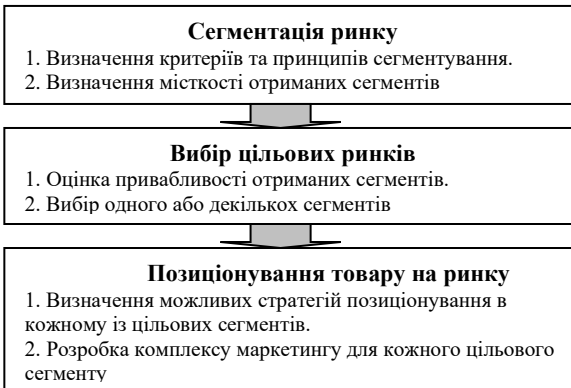 Сегментація ринку
1. Визначення критеріїв та принципів сегментування.
2. Визначення місткості отриманих сегментів
Вибір цільових ринків
1. Оцінка привабливості отриманих сегментів.
2. Вибір одного або декількох сегментів
Позиціонування товару на ринку
1. Визначення можливих стратегій позиціонування в
кожному із цільових сегментів.
2. Розробка комплексу маркетингу для кожного цільового
сегменту